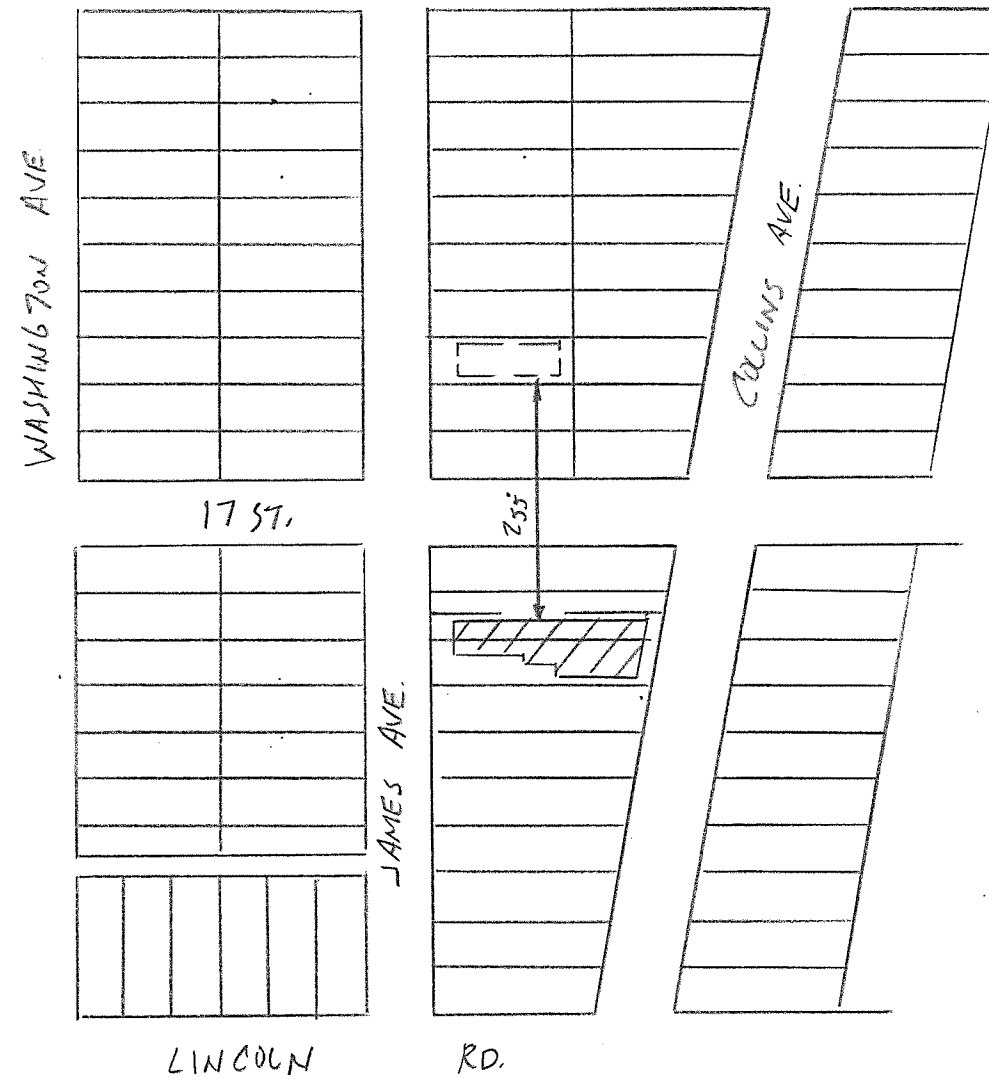 WASHINGTON AVE
COLLINS AVE.
17 ST.
255
JAMES AVE.
LINCOLN RD.